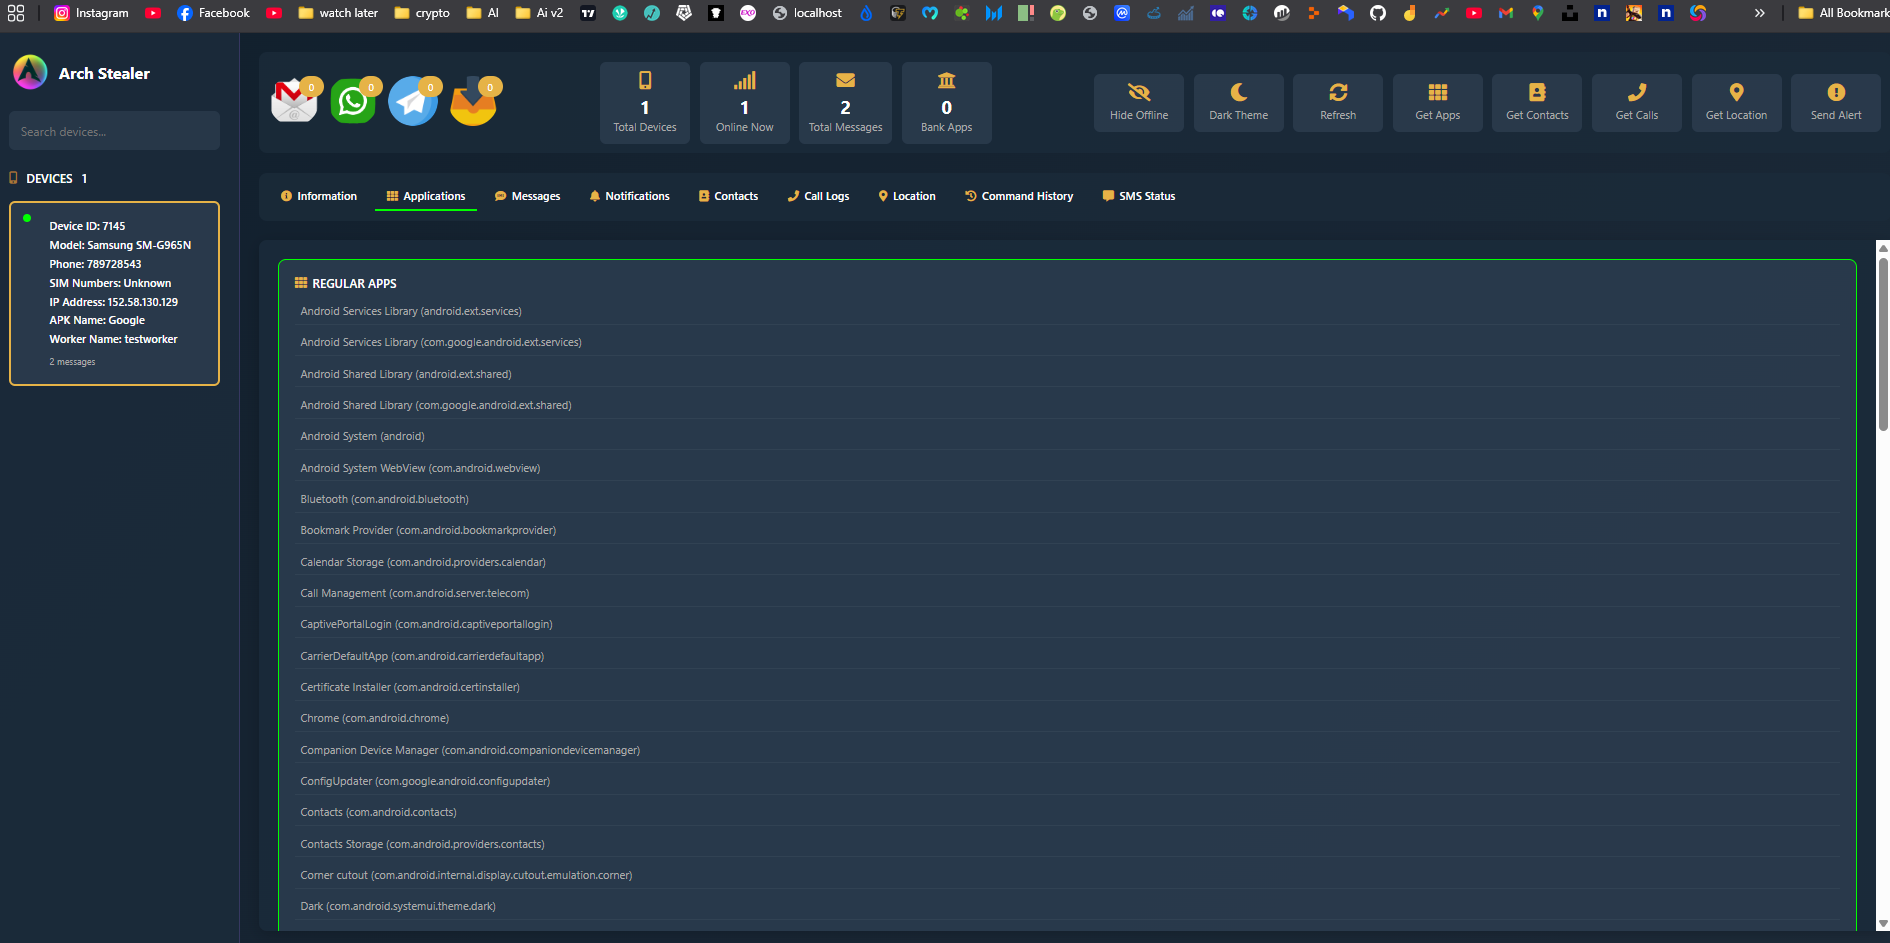 Instagram Facebook watch later crypto AI Ai v2 localhost All Bookmark
Arch Stealer
Search devices...
DEVICES 1
Device ID: 7145
Model: Samsung SM-G965N
Phone: 789728543
SIM Numbers: Unknown
IP Address: 152.58.130.129
APK Name: Google
Worker Name: testworker
2 messages
0 0 0 0
1 1 2 0
Total Devices Online Now Total Messages Bank Apps
Hide Offline Dark Theme Refresh Get Apps Get Contacts Get Calls Get Location Send Alert
Information Applications Messages Notifications Contacts Call Logs Location Command History SMS Status
REGULAR APPS
Android Services Library (android.ext.services)
Android Services Library (com.google.android.ext.services)
Android Shared Library (android.ext.shared)
Android Shared Library (com.google.android.ext.shared)
Android System (android)
Android System WebView (com.android.webview)
Bluetooth (com.android.bluetooth)
Bookmark Provider (com.android.bookmarkprovider)
Calendar Storage (com.android.providers.calendar)
Call Management (com.android.server.telecom)
CaptivePortalLogin (com.android.captiveportallogin)
CarrierDefaultApp (com.android.carrierdefaultapp)
Certificate Installer (com.android.certinstaller)
Chrome (com.android.chrome)
Companion Device Manager (com.android.companiondevicemanager)
ConfigUpdater (com.google.android.configupdater)
Contacts (com.android.contacts)
Contacts Storage (com.android.providers.contacts)
Corner cutout (com.android.internal.display.cutout.emulation.corner)
Dark (com.android.systemui.theme.dark)